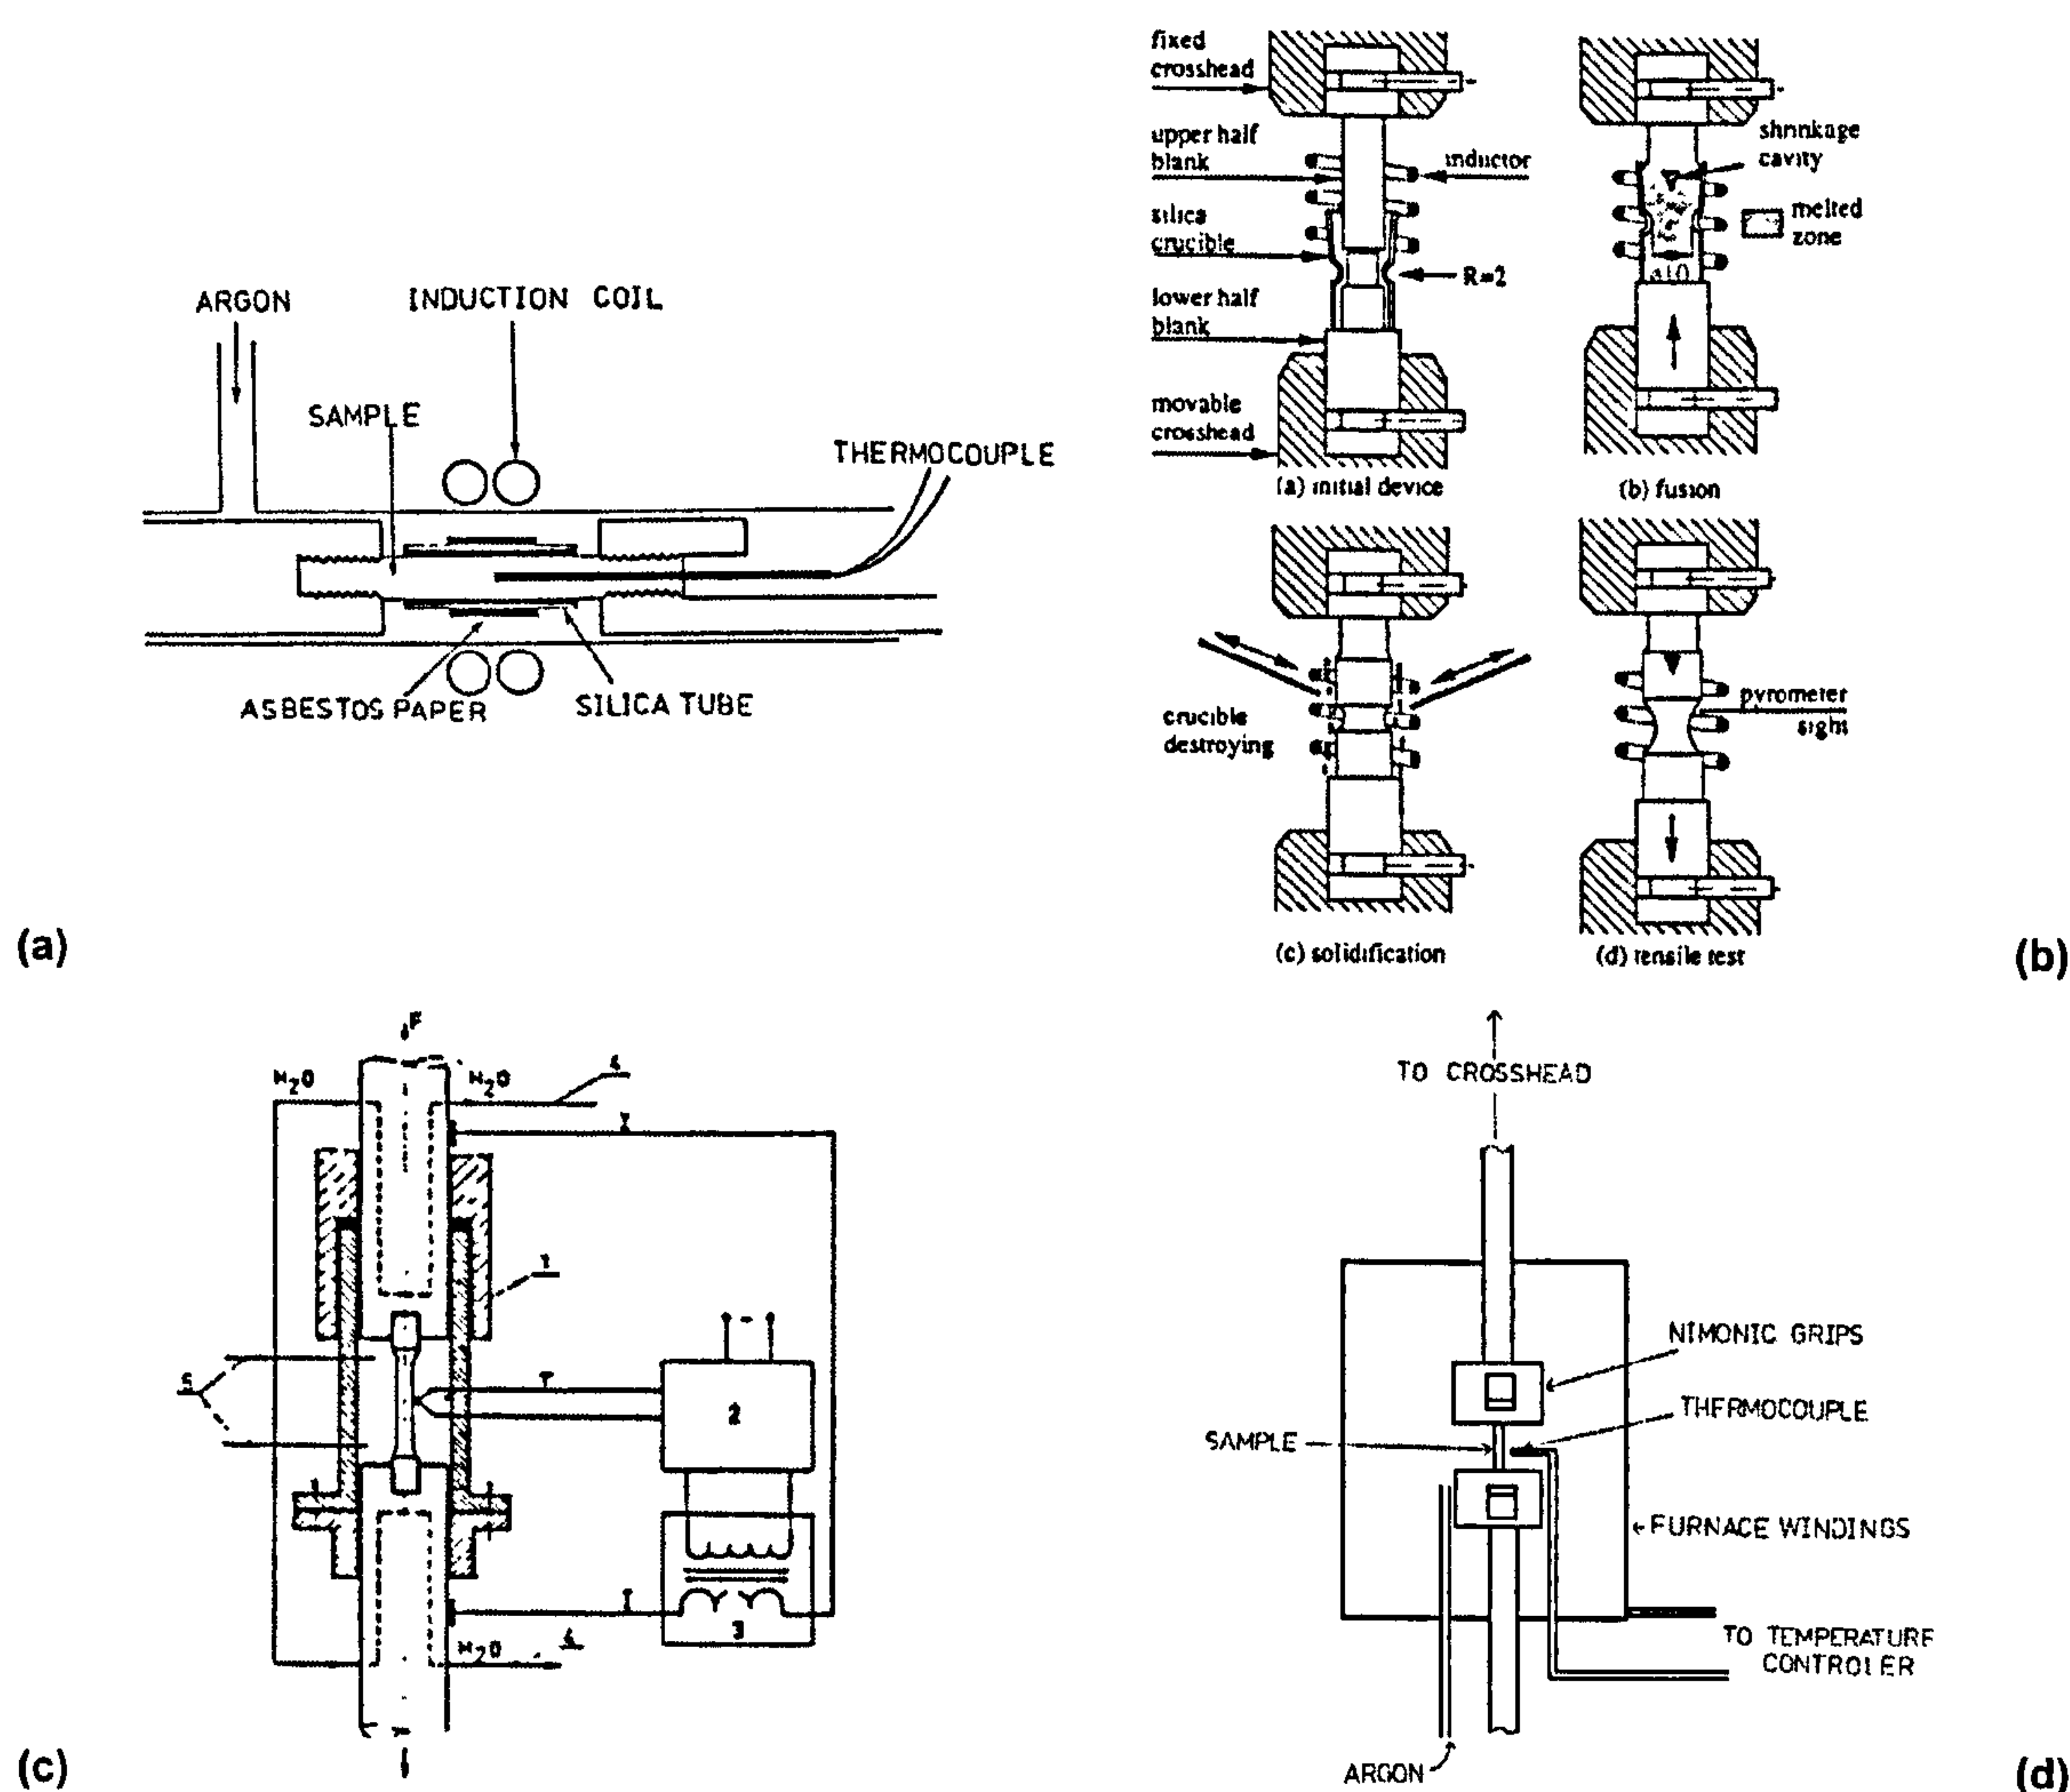 ARGON
INDUCTION COIL
SAMPLE
THERMOCOUPLE
ASBESTOS PAPER
SILICA TUBE
(a)
fixed
crosshead
upper half
blank
inductor
silica
crucible
R=2
lower half
blank
movable
crosshead
(a) initial device
shrinkage
cavity
melted
zone
(b) fusion
crucible
destroying
(c) solidification
pyrometer
sight
(d) tensile test
(b)
F
H2O
H2O
1
5
T
2
3
I
H2O
(c)
TO CROSSHEAD
NIMONIC GRIPS
THERMOCOUPLE
SAMPLE
FURNACE WINDINGS
TO TEMPERATURE
CONTROLER
ARGON
(d)